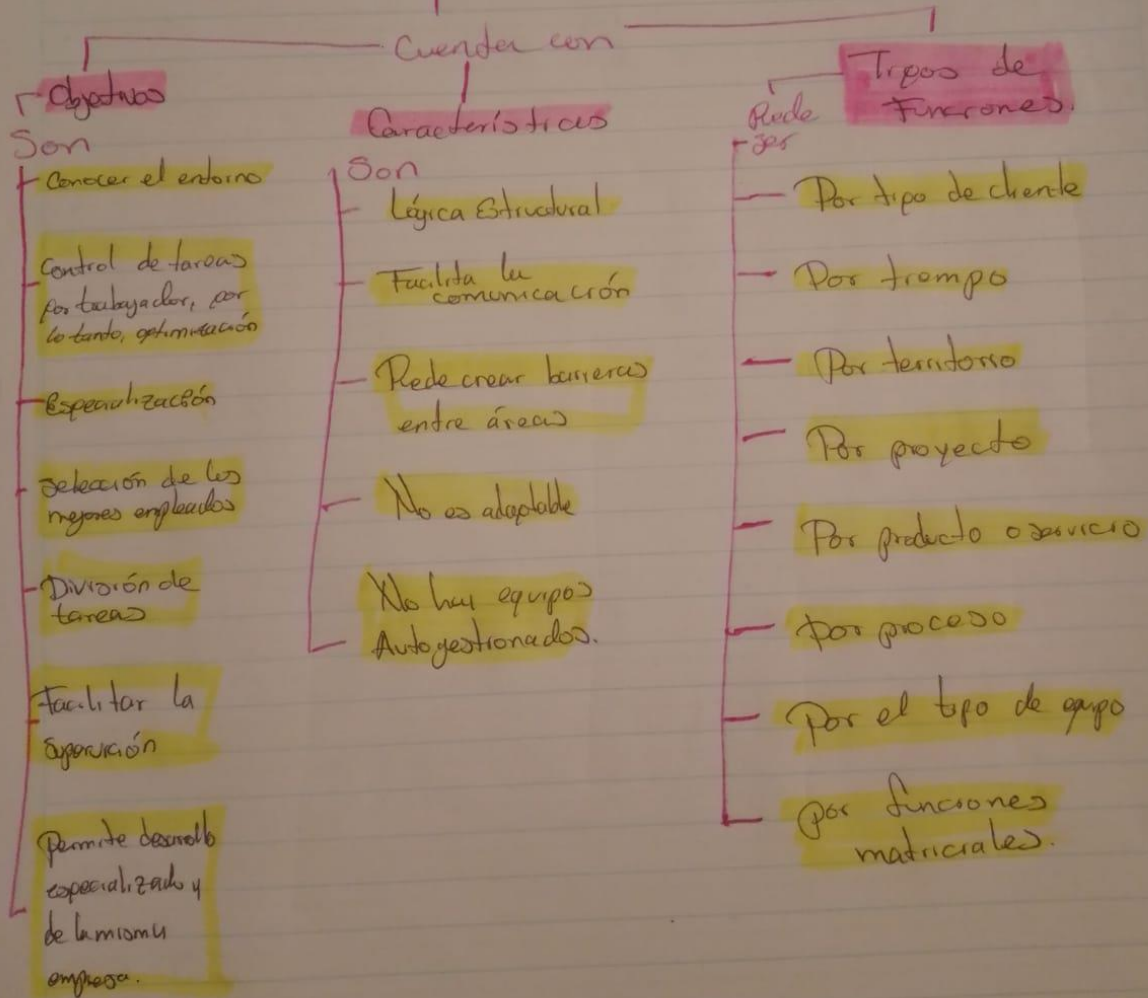 Cuenta con
Objetivos
Son
Conocer el entorno
Control de tareas
por trabajador, por
lo tanto, optimización
Especialización
Selección de los
mejores empleados
División de
tareas
Facilitar la
Supervisión
Permite desarrollo
especializado y
de la misma
empresa.
Características
Son
Lógica Estructural
Facilita la
comunicación
Puede crear barreras
entre áreas
No es adaptable
No hay equipos
Autogestionados.
Tipos de
Funciones.
Puede
ser
Por tipo de cliente
Por tiempo
Por territorio
Por proyecto
Por producto o servicio
Por proceso
Por el tipo de equipo
por funciones
matriciales.